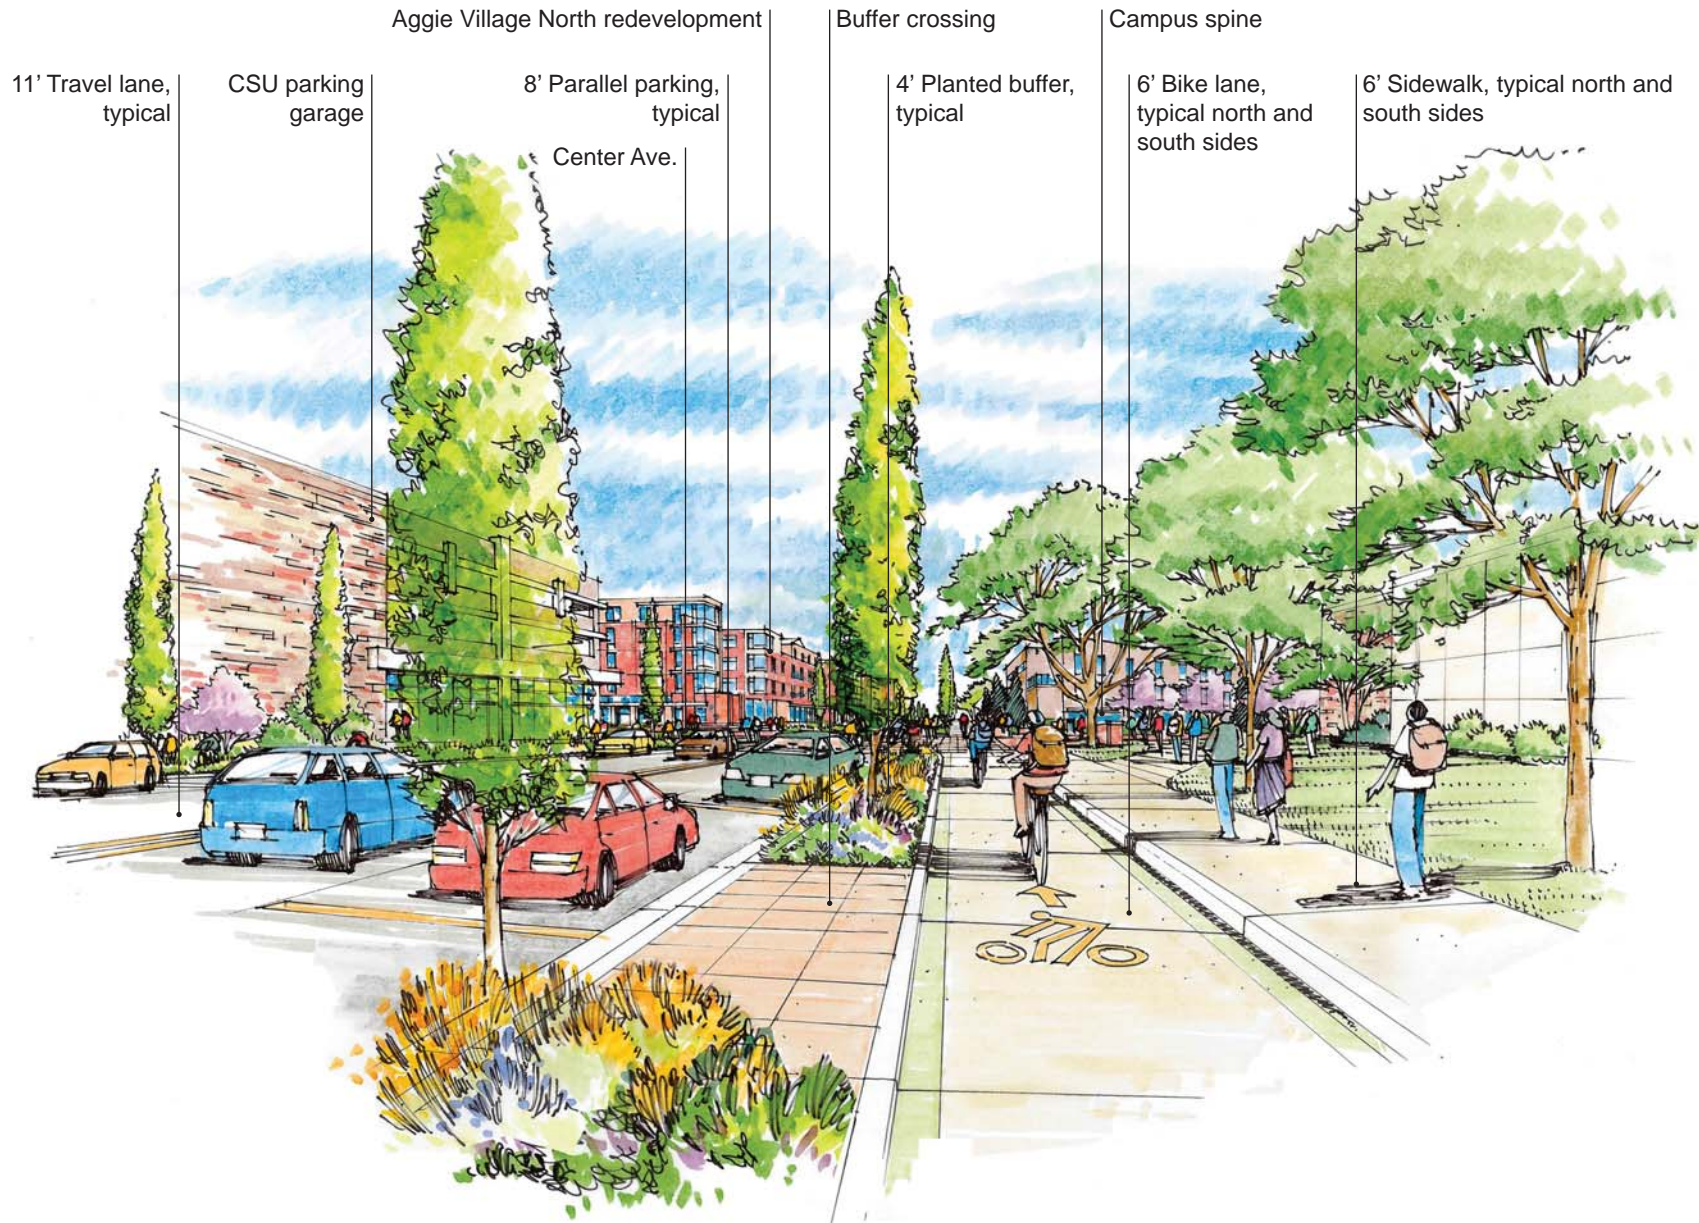 Aggie Village North redevelopment
Buffer crossing
Campus spine
11’ Travel lane,
typical
CSU parking
garage
8’ Parallel parking,
typical
4’ Planted buffer,
typical
6’ Bike lane,
typical north and
south sides
6’ Sidewalk, typical north and
south sides
Center Ave.